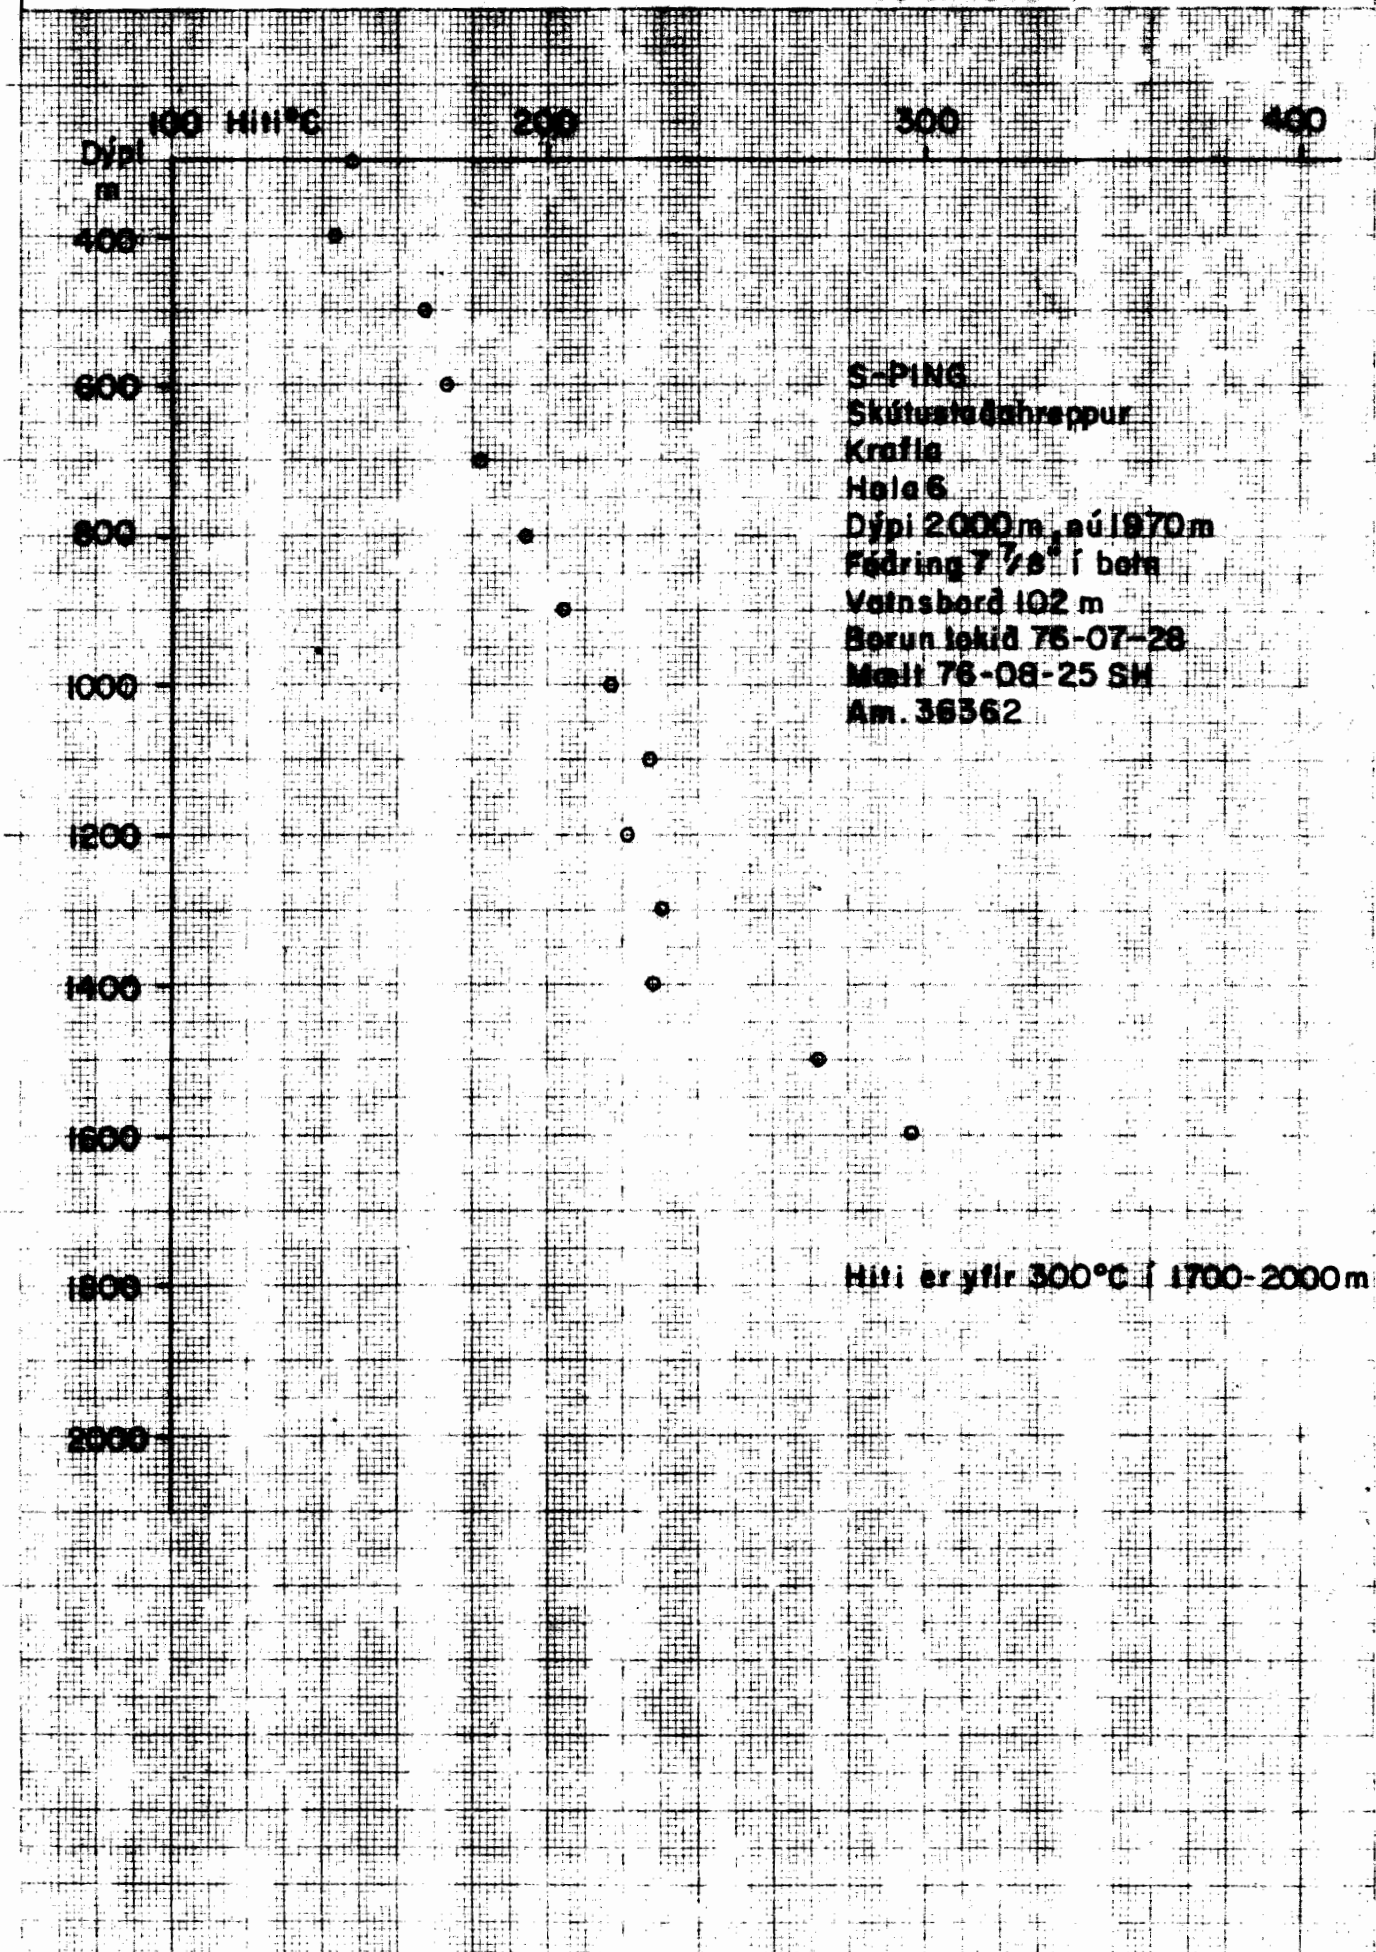 100 Hiti°C 200 300 400
Dýpi
m
400
600
800
1000
1200
1400
1600
1800
2000
S-ÞING
Skútustaðahreppur
Krafla
Hola 6
Dýpi 2000 m, nú 1970 m
Fóðring 7 7/8" í botn
Vatnsborð 102 m
Borun lokið 76-07-28
Mælt 76-08-25 SH
Am. 36362
Hiti er yfir 300°C í 1700-2000 m